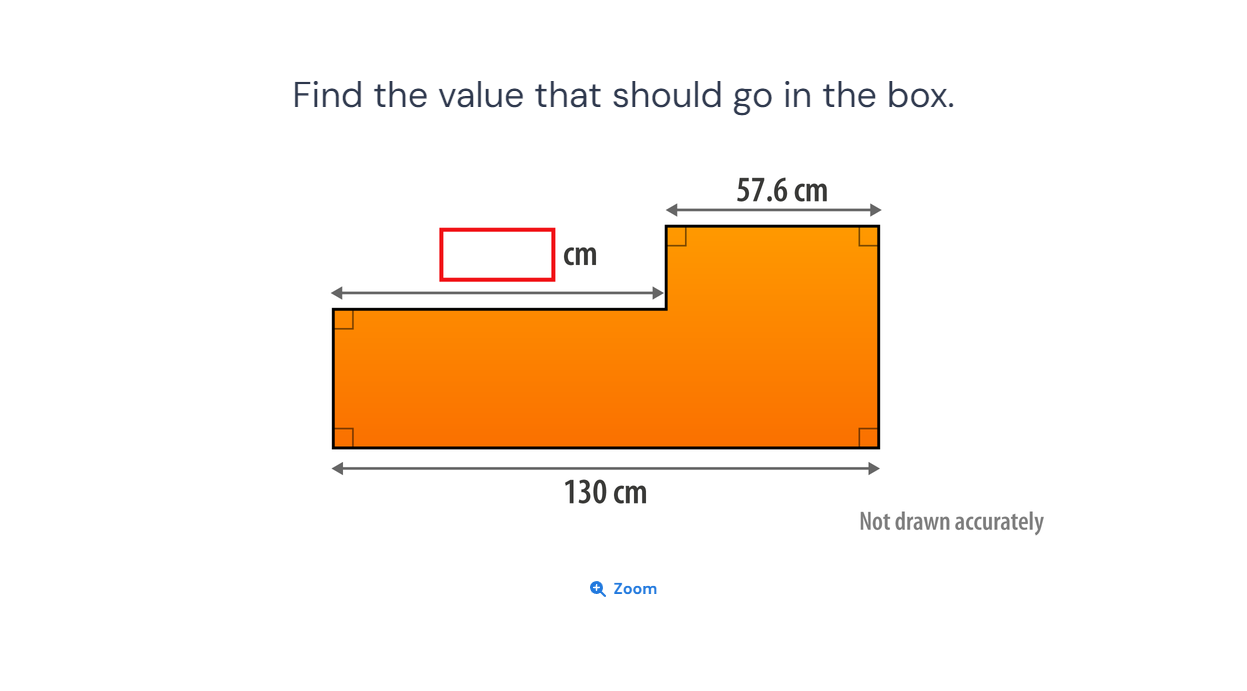 Find the value that should go in the box.
57.6 cm
cm
130 cm
Not drawn accurately
Zoom